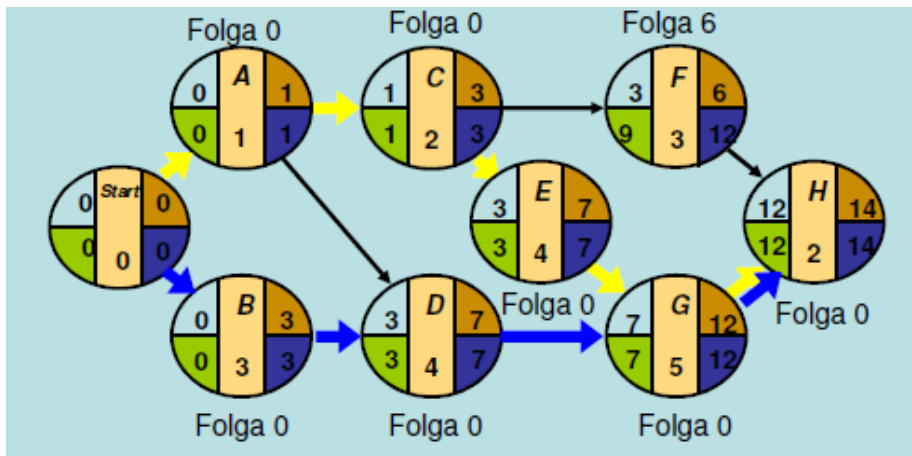 Folga 0
Folga 0
Folga 6
0 A 1
0 1 1
1 C 3
1 2 3
3 F 6
9 3 12
0 Start 0
0 0 0
3 E 7
3 4 7
12 H 14
12 2 14
Folga 0
Folga 0
0 B 3
0 3 3
3 D 7
3 4 7
7 G 12
7 5 12
Folga 0
Folga 0
Folga 0